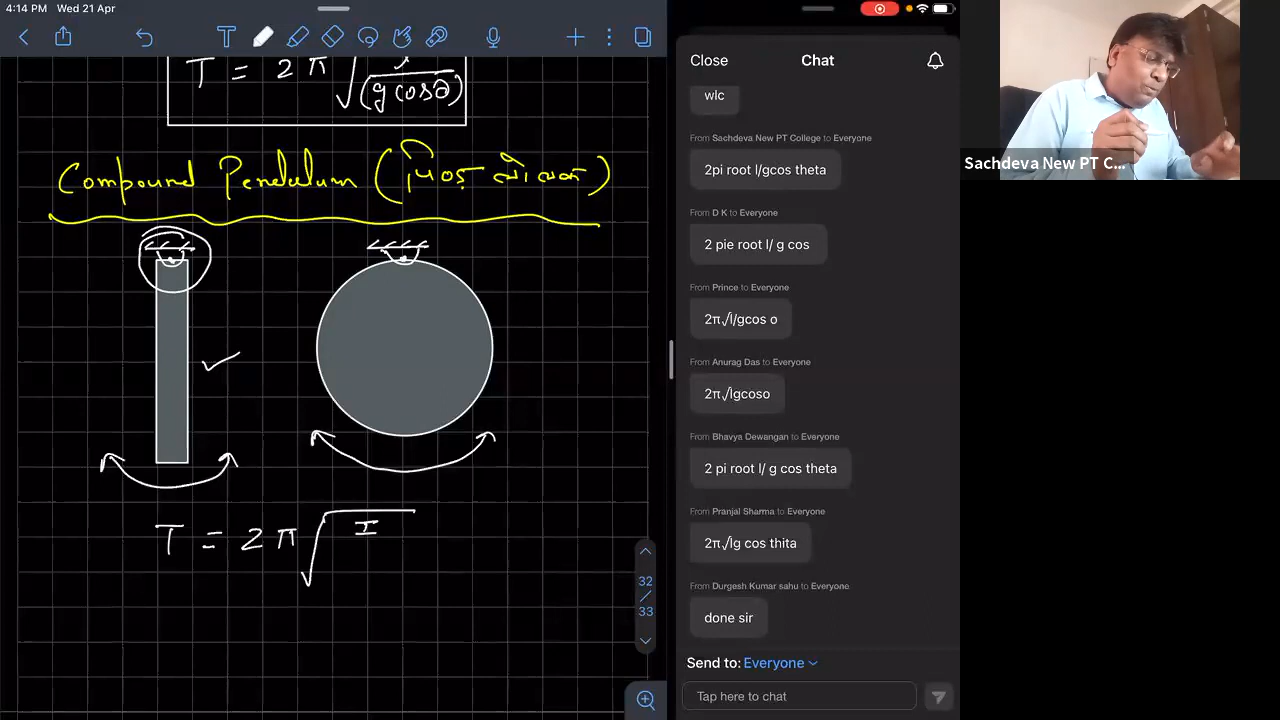 4:14 PM Wed 21 Apr
T = 2 π √ (g cosθ)
Compound Pendulum (पिण्ड लोलक)
T = 2 π √ I
32
33
Close
Chat
wlc
From Sachdeva New PT College to Everyone
2pi root l/gcos theta
From D K to Everyone
2 pie root l/ g cos
From Prince to Everyone
2π√l/gcos o
From Anurag Das to Everyone
2π√lgcoso
From Bhavya Dewangan to Everyone
2 pi root l/ g cos theta
From Pranjal Sharma to Everyone
2π√lg cos thita
From Durgesh Kumar sahu to Everyone
done sir
Send to: Everyone
Tap here to chat
Sachdeva New PT C...